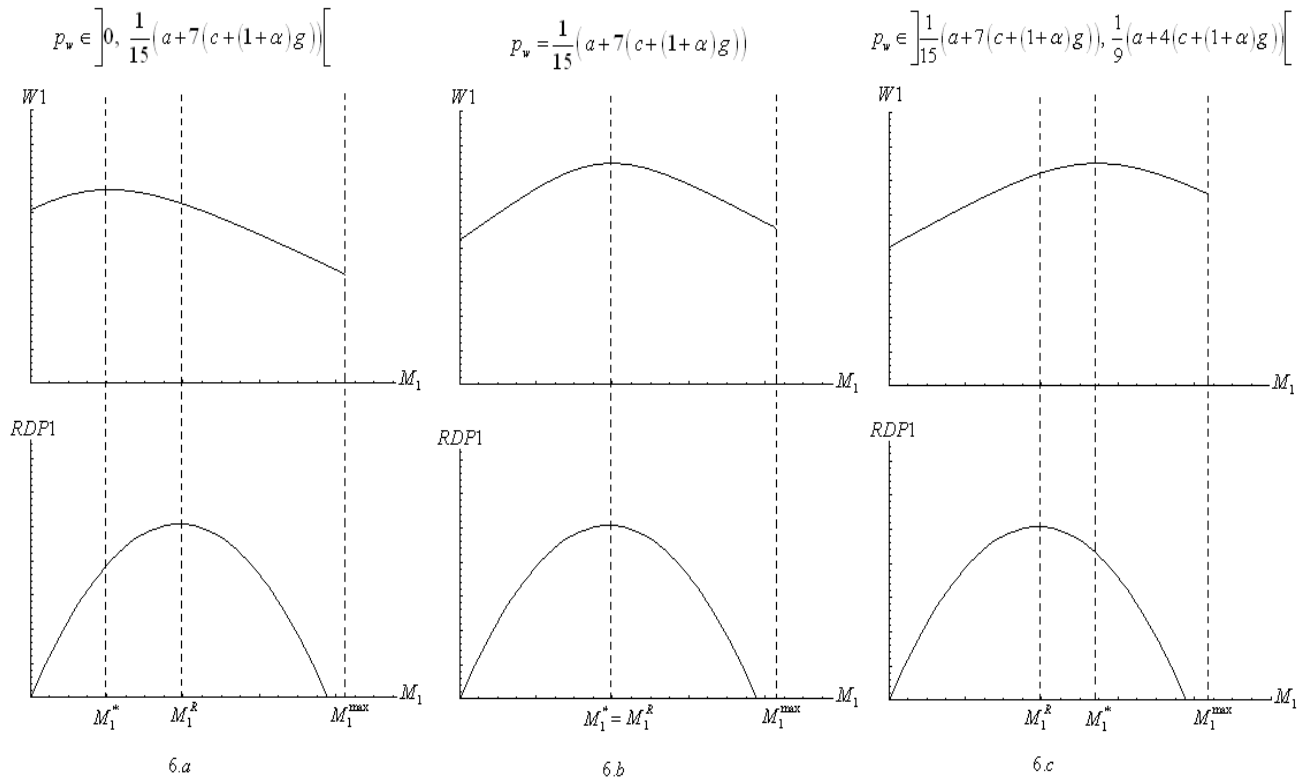 p_w ∈ ]0, 1/15(a+7(c+(1+α)g))[
p_w = 1/15(a+7(c+(1+α)g))
p_w ∈ ]1/15(a+7(c+(1+α)g)), 1/9(a+4(c+(1+α)g))[
W1
W1
W1
M_1
M_1
M_1
RDP1
RDP1
RDP1
M_1
M_1
M_1
M_1^* M_1^R M_1^max
M_1^* = M_1^R M_1^max
M_1^R M_1^* M_1^max
6.a
6.b
6.c